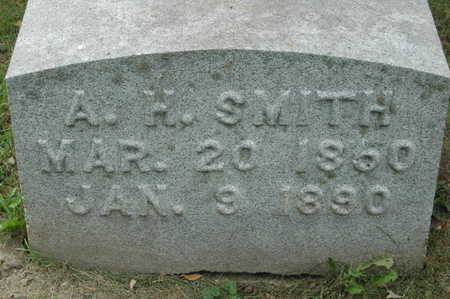 A. H. SMITH
MAR. 20 1850
JAN. 9 1890